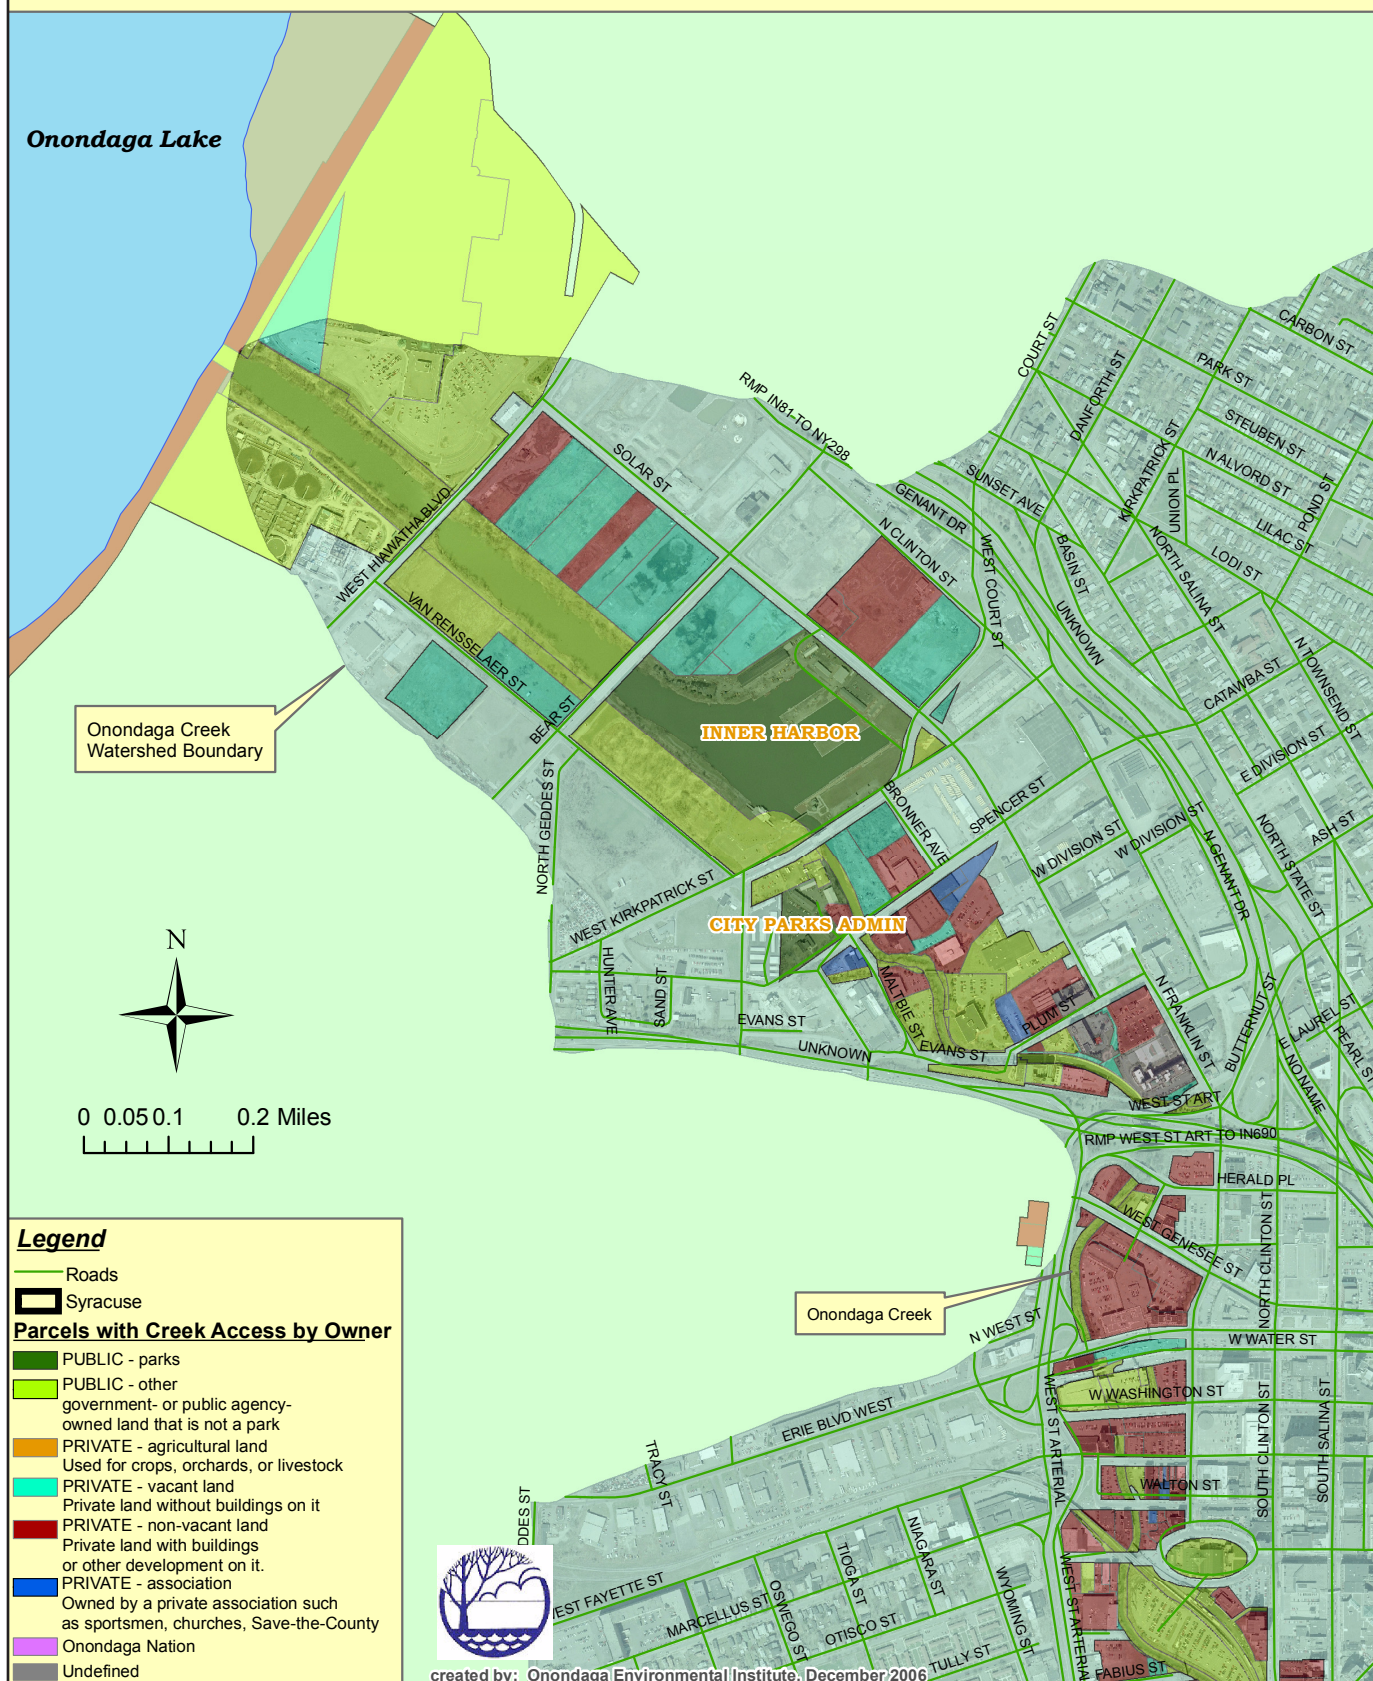 Onondaga Lake
CARBON ST
COURT ST
PARK ST
DANFORTH ST
RMP IN81 TO NY298
STEUBEN ST
KIRKPATRICK ST
SOLAR ST
N ALVORD ST
SUNSET AVE
UNION PL
POND ST
GENANT DR
LILAC ST
WEST HIAWATHA BLVD
N CLINTON ST
NORTH SALINA ST
LODI ST
BASIN ST
WEST COURT ST
VAN RENSSELAER ST
UNKNOWN
N TOWNSEND ST
CATAWBA ST
BEAR ST
Onondaga Creek
Watershed Boundary
INNER HARBOR
E DIVISION ST
NORTH GEDDES ST
BRONNER AVE
SPENCER ST
W DIVISION ST
W DIVISION ST
N GENANT DR
NORTH STATE ST
ASH ST
WEST KIRKPATRICK ST
CITY PARKS ADMIN
N
HUNTER AVE
SAND ST
MALTBIE ST
N FRANKLIN ST
BUTTERNUT ST
E LAUREL ST
PEARL ST
EVANS ST
PLUM ST
UNKNOWN
EVANS ST
E NO NAME
WEST ST ART
0 0.05 0.1 0.2 Miles
RMP WEST ST ART TO IN690
HERALD PL
WEST GENESEE ST
NORTH CLINTON ST
Onondaga Creek
N WEST ST
W WATER ST
W WASHINGTON ST
WEST ST ARTERIAL
ERIE BLVD WEST
SOUTH CLINTON ST
SOUTH SALINA ST
TRACY ST
WALTON ST
DDES ST
NIAGARA ST
TIOGA ST
WEST ST ARTERIAL
WYOMING ST
WEST FAYETTE ST
OSWEGO ST
MARCELLUS ST
OTISCO ST
TULLY ST
FABIUS ST
Legend
Roads
Syracuse
Parcels with Creek Access by Owner
PUBLIC - parks
PUBLIC - other
government- or public agency-
owned land that is not a park
PRIVATE - agricultural land
Used for crops, orchards, or livestock
PRIVATE - vacant land
Private land without buildings on it
PRIVATE - non-vacant land
Private land with buildings
or other development on it.
PRIVATE - association
Owned by a private association such
as sportsmen, churches, Save-the-County
Onondaga Nation
Undefined
created by: Onondaga Environmental Institute, December 2006